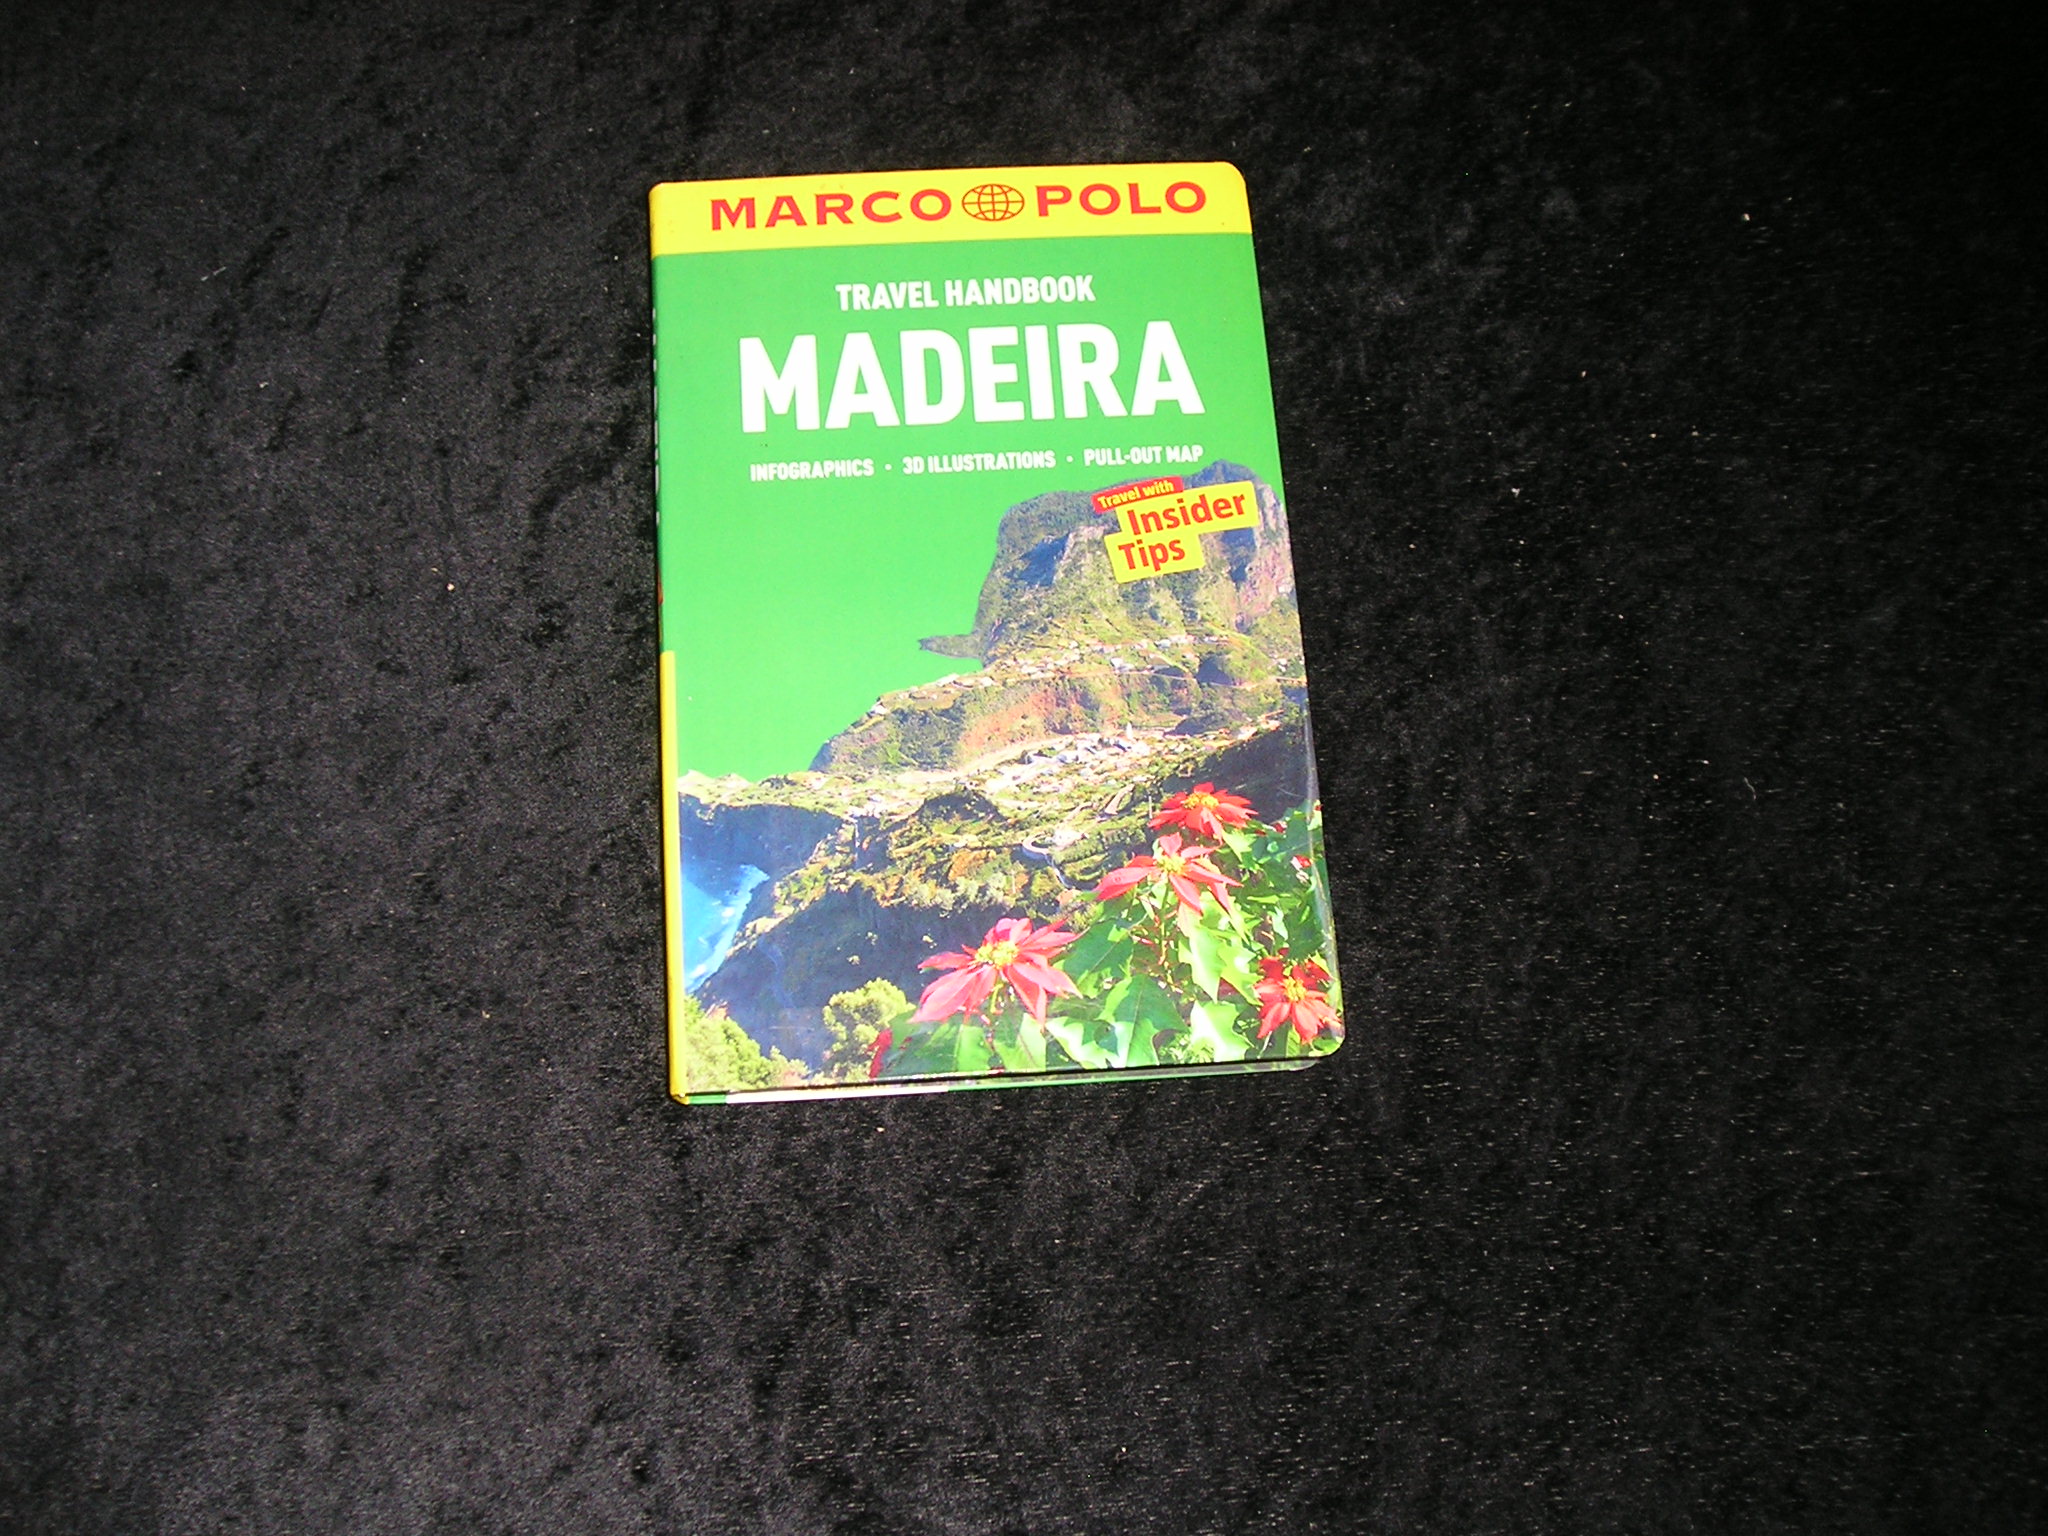 MARCO POLO
TRAVEL HANDBOOK
MADEIRA
INFOGRAPHICS • 3D ILLUSTRATIONS • PULL-OUT MAP
Travel with
Insider
Tips